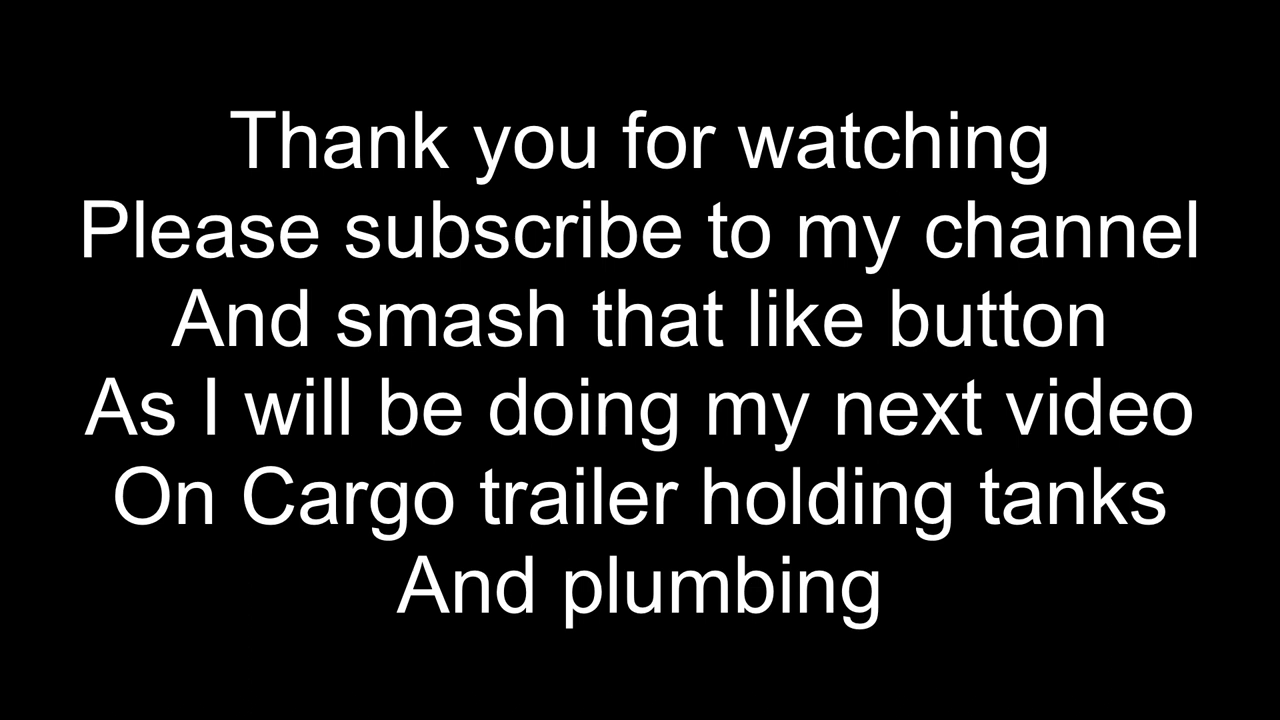 Thank you for watching
Please subscribe to my channel
And smash that like button
As I will be doing my next video
On Cargo trailer holding tanks
And plumbing